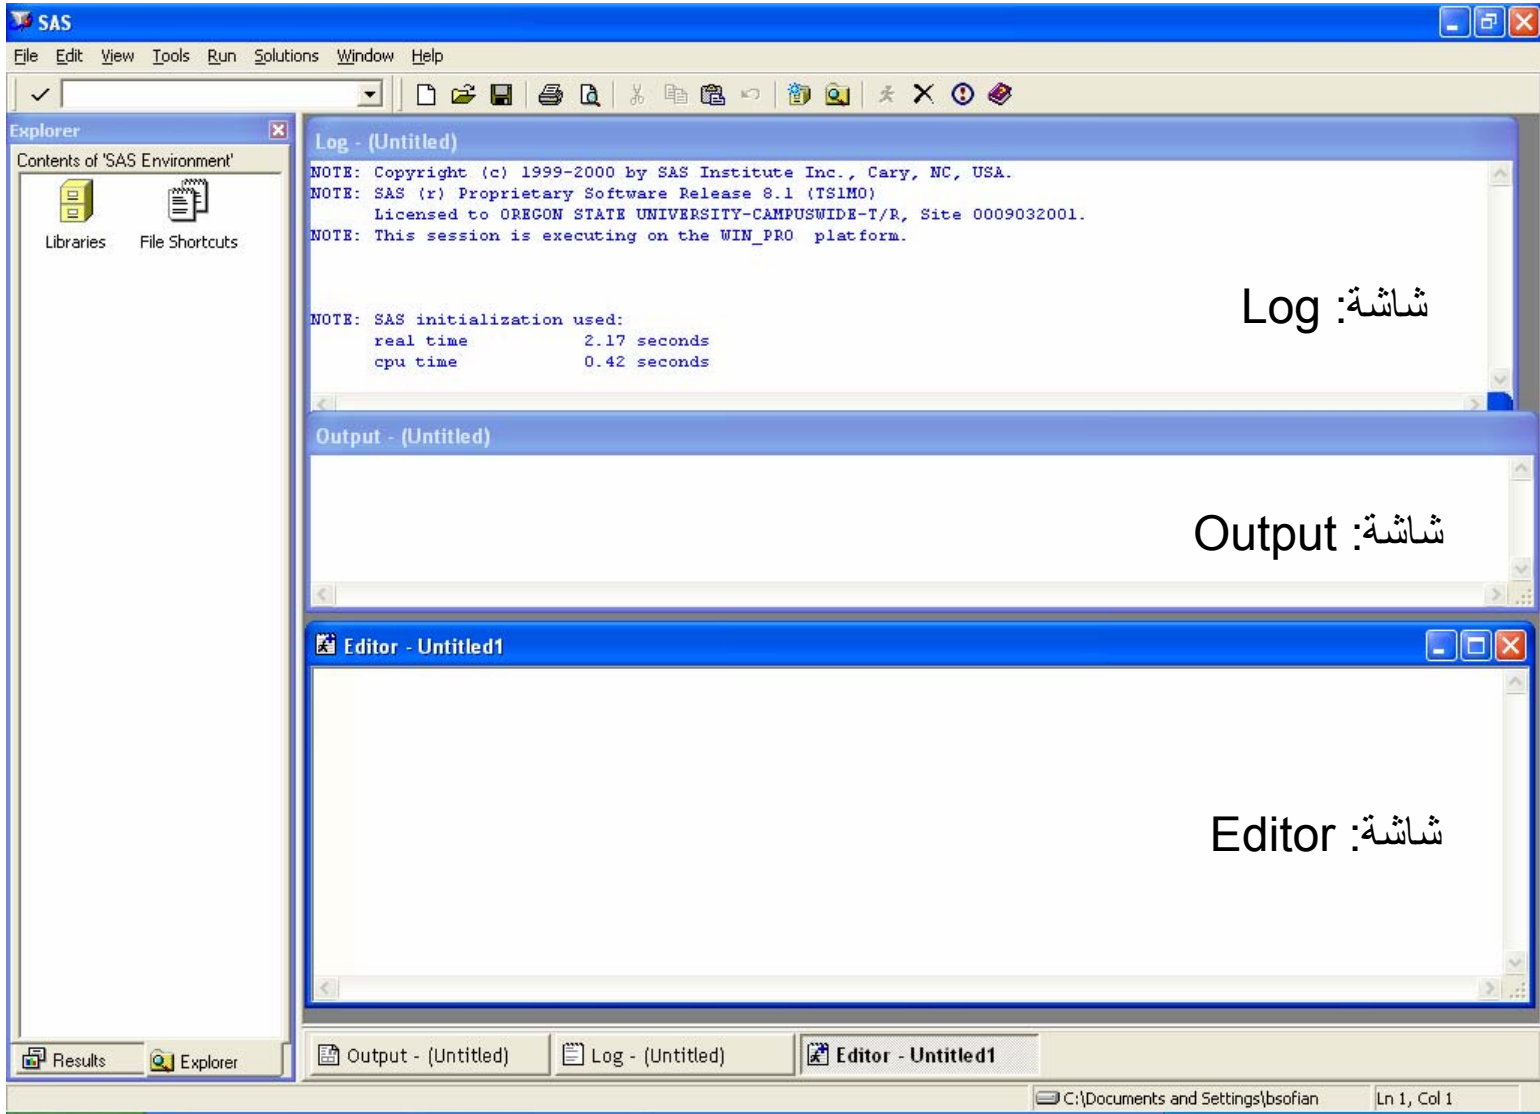 SAS
File Edit View Tools Run Solutions Window Help
Explorer
Contents of 'SAS Environment'
Libraries File Shortcuts
Log - (Untitled)
NOTE: Copyright (c) 1999-2000 by SAS Institute Inc., Cary, NC, USA.
NOTE: SAS (r) Proprietary Software Release 8.1 (TS1M0)
Licensed to OREGON STATE UNIVERSITY-CAMPUSWIDE-T/R, Site 0009032001.
NOTE: This session is executing on the WIN_PRO platform.
NOTE: SAS initialization used:
real time 2.17 seconds
cpu time 0.42 seconds
شاشة: Log
Output - (Untitled)
شاشة: Output
Editor - Untitled1
شاشة: Editor
Results Explorer
Output - (Untitled) Log - (Untitled) Editor - Untitled1
C:\Documents and Settings\bsofian Ln 1, Col 1